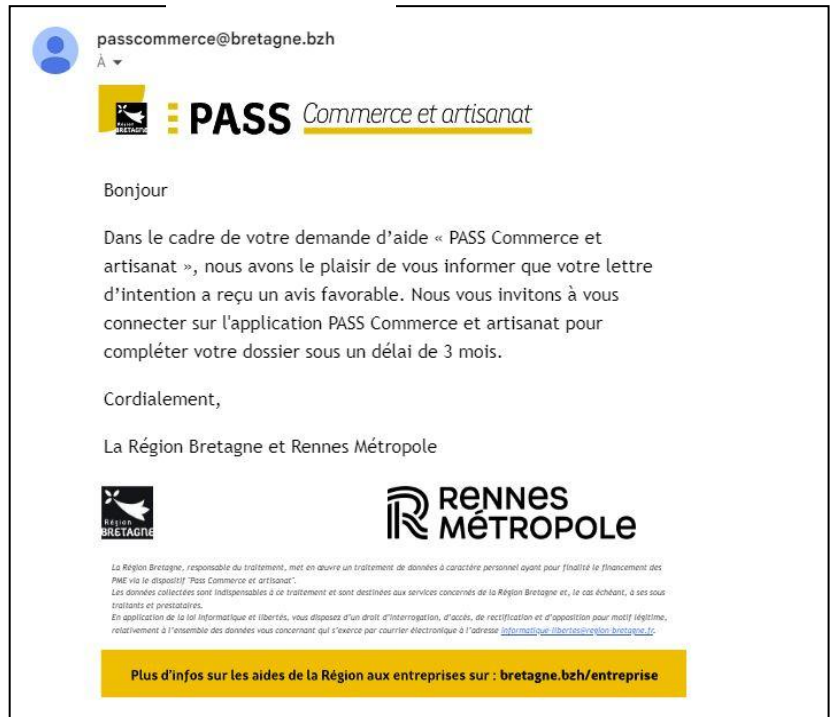 passcommerce@bretagne.bzh
À
Région
BRETAGNE
PASS Commerce et artisanat
Bonjour
Dans le cadre de votre demande d’aide « PASS Commerce et
artisanat », nous avons le plaisir de vous informer que votre lettre
d’intention a reçu un avis favorable. Nous vous invitons à vous
connecter sur l'application PASS Commerce et artisanat pour
compléter votre dossier sous un délai de 3 mois.
Cordialement,
La Région Bretagne et Rennes Métropole
Région
BRETAGNE
Rennes
Métropole
La Région Bretagne, responsable du traitement, met en œuvre un traitement de données à caractère personnel ayant pour finalité le financement des
PME via le dispositif "Pass Commerce et artisanat".
Les données collectées sont indispensables à ce traitement et sont destinées aux services concernés de la Région Bretagne et, le cas échéant, à ses sous
traitants et prestataires.
En application de la loi informatique et libertés, vous disposez d’un droit d’interrogation, d’accès, de rectification et d’opposition pour motif légitime,
relativement à l’ensemble des données vous concernant qui s’exerce par courrier électronique à l’adresse informatique-libertes@region-bretagne.fr.
Plus d’infos sur les aides de la Région aux entreprises sur : bretagne.bzh/entreprise